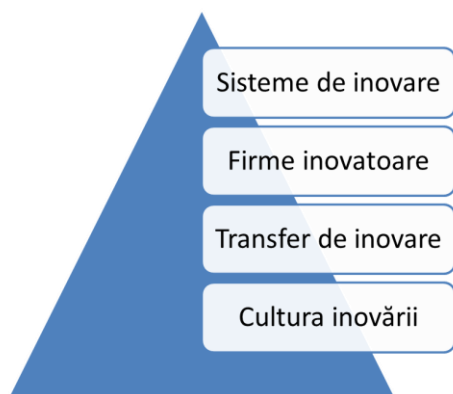 Sisteme de inovare
Firme inovatoare
Transfer de inovare
Cultura inovării